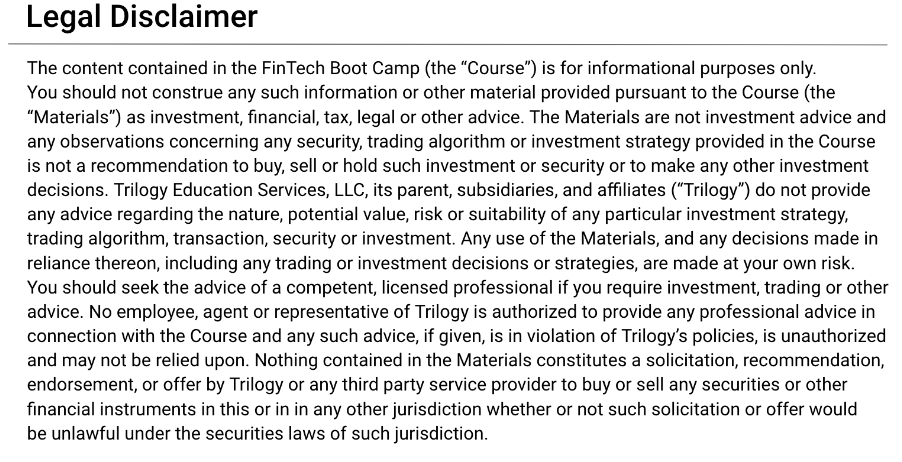 Legal Disclaimer
The content contained in the FinTech Boot Camp (the “Course”) is for informational purposes only.
You should not construe any such information or other material provided pursuant to the Course (the
“Materials”) as investment, financial, tax, legal or other advice. The Materials are not investment advice and
any observations concerning any security, trading algorithm or investment strategy provided in the Course
is not a recommendation to buy, sell or hold such investment or security or to make any other investment
decisions. Trilogy Education Services, LLC, its parent, subsidiaries, and affiliates (“Trilogy”) do not provide
any advice regarding the nature, potential value, risk or suitability of any particular investment strategy,
trading algorithm, transaction, security or investment. Any use of the Materials, and any decisions made in
reliance thereon, including any trading or investment decisions or strategies, are made at your own risk.
You should seek the advice of a competent, licensed professional if you require investment, trading or other
advice. No employee, agent or representative of Trilogy is authorized to provide any professional advice in
connection with the Course and any such advice, if given, is in violation of Trilogy’s policies, is unauthorized
and may not be relied upon. Nothing contained in the Materials constitutes a solicitation, recommendation,
endorsement, or offer by Trilogy or any third party service provider to buy or sell any securities or other
financial instruments in this or in in any other jurisdiction whether or not such solicitation or offer would
be unlawful under the securities laws of such jurisdiction.